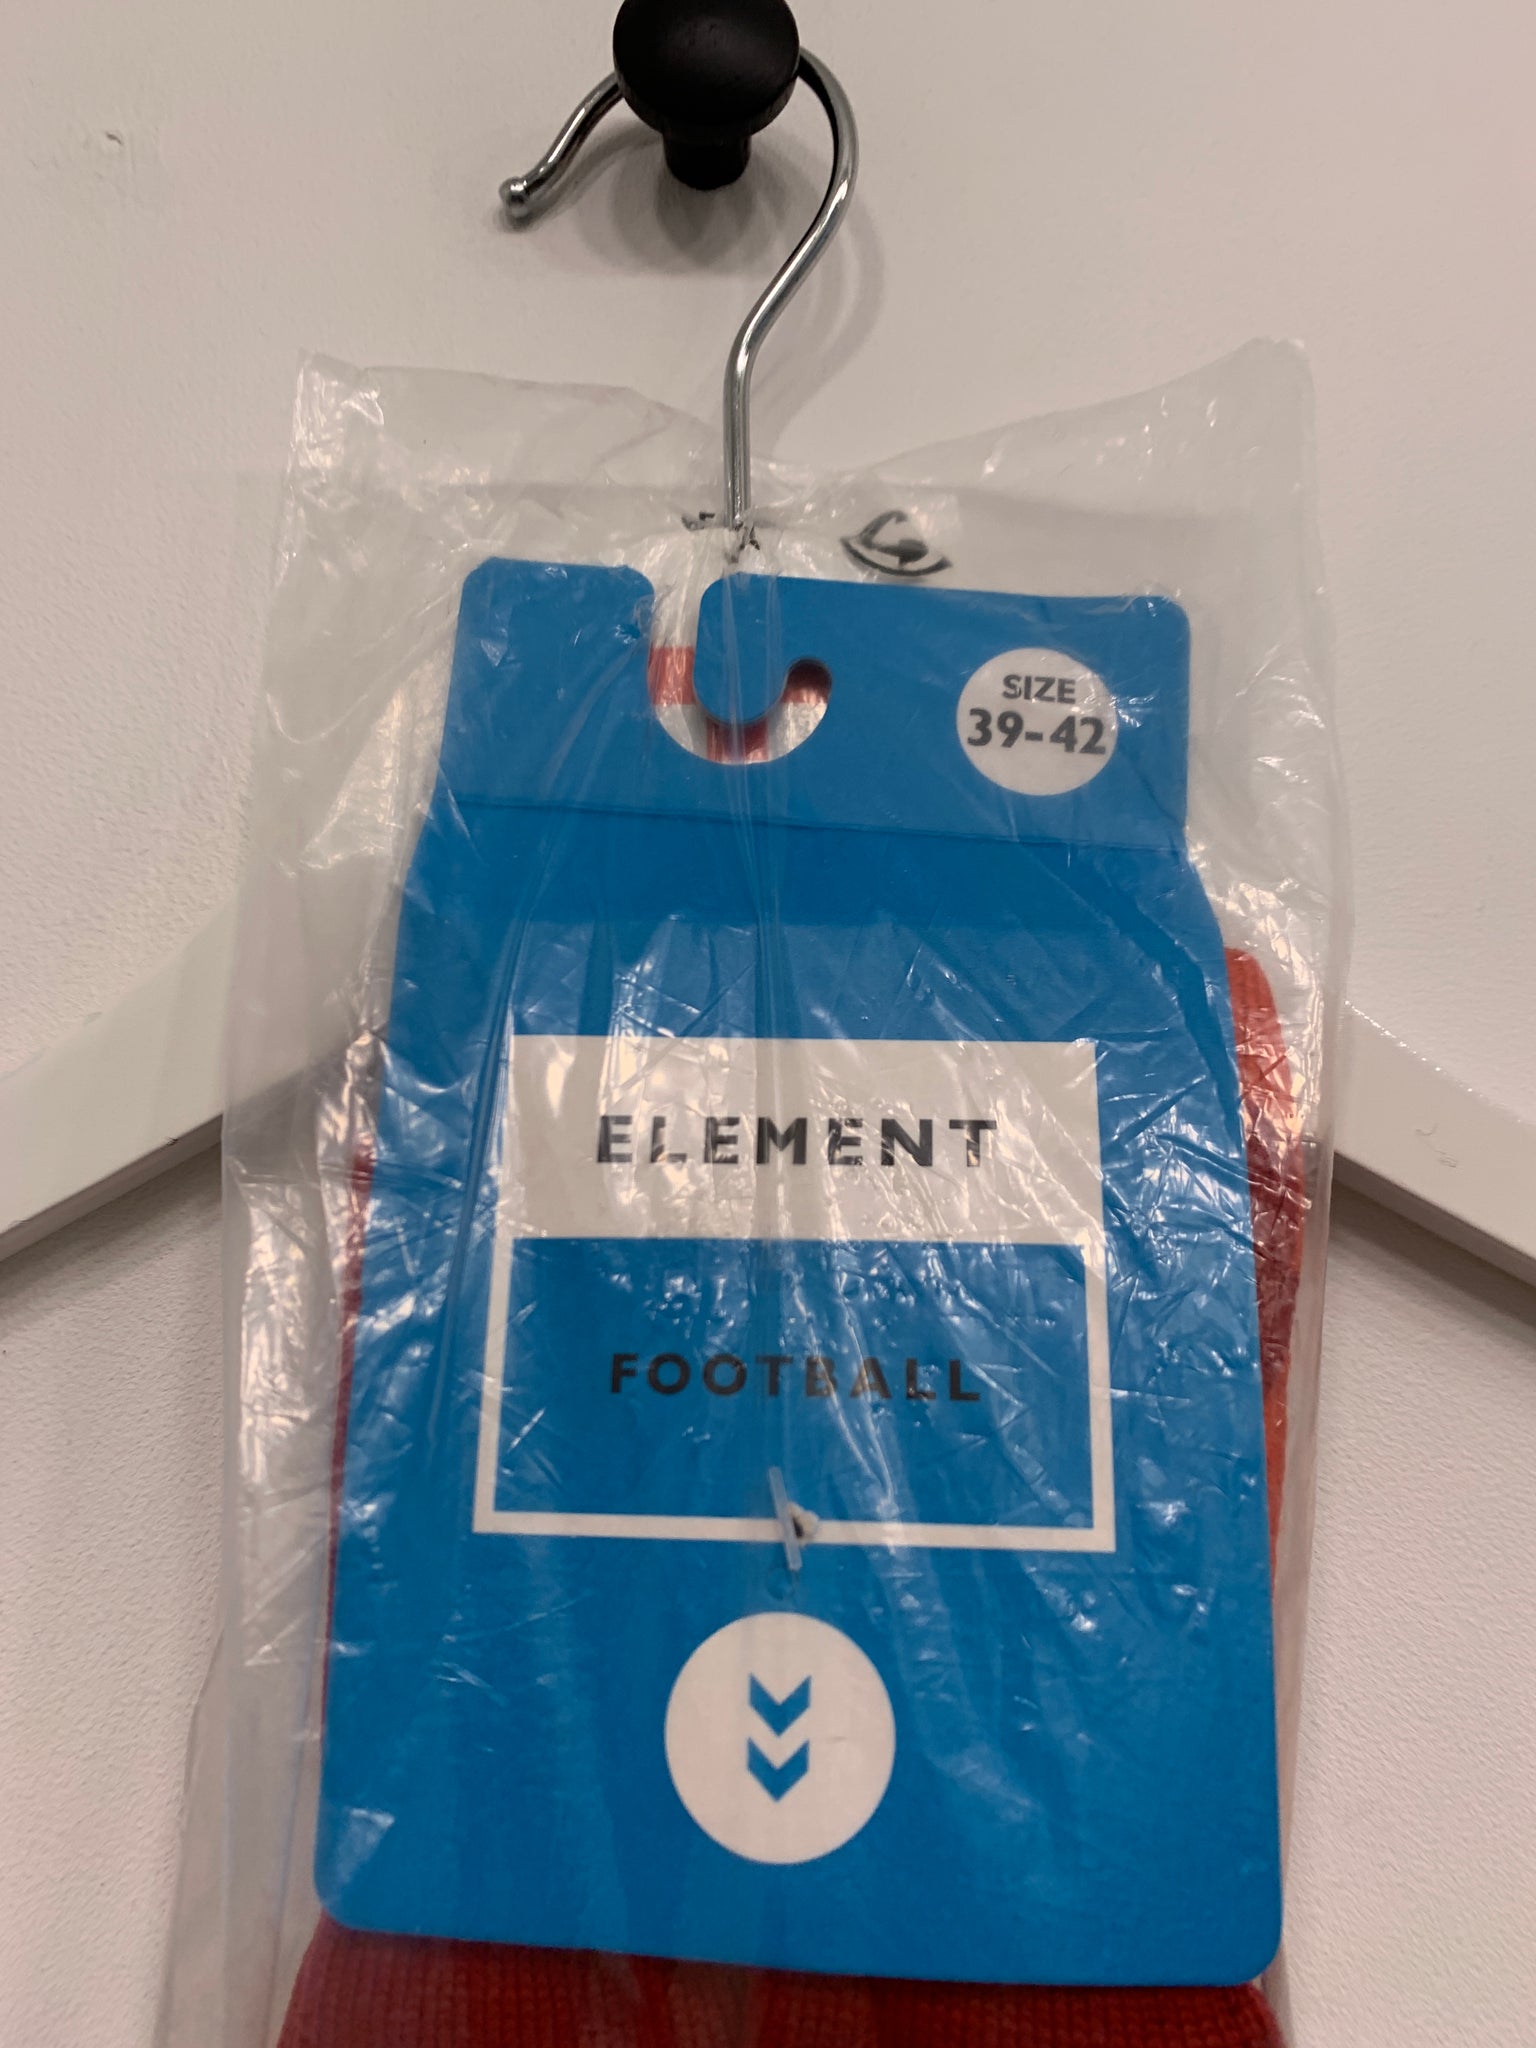 SIZE
39-42
ELEMENT
FOOTBALL